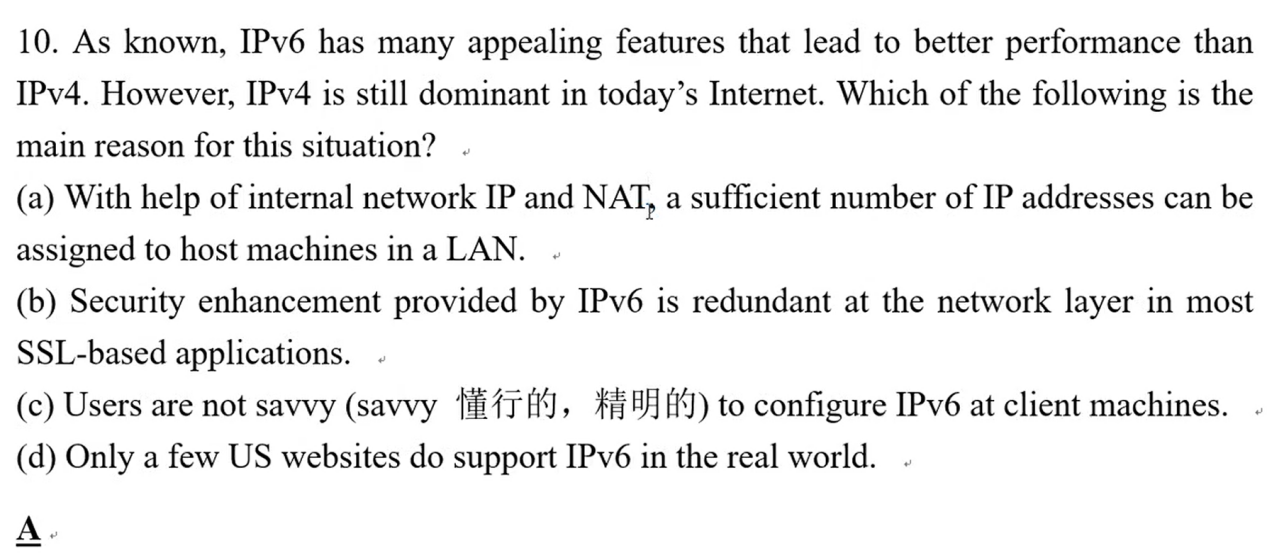 10. As known, IPv6 has many appealing features that lead to better performance than
IPv4. However, IPv4 is still dominant in today's Internet. Which of the following is the
main reason for this situation?
(a) With help of internal network IP and NAT, a sufficient number of IP addresses can be
assigned to host machines in a LAN.
(b) Security enhancement provided by IPv6 is redundant at the network layer in most
SSL-based applications.
(c) Users are not savvy (savvy 懂行的，精明的) to configure IPv6 at client machines.
(d) Only a few US websites do support IPv6 in the real world.
A